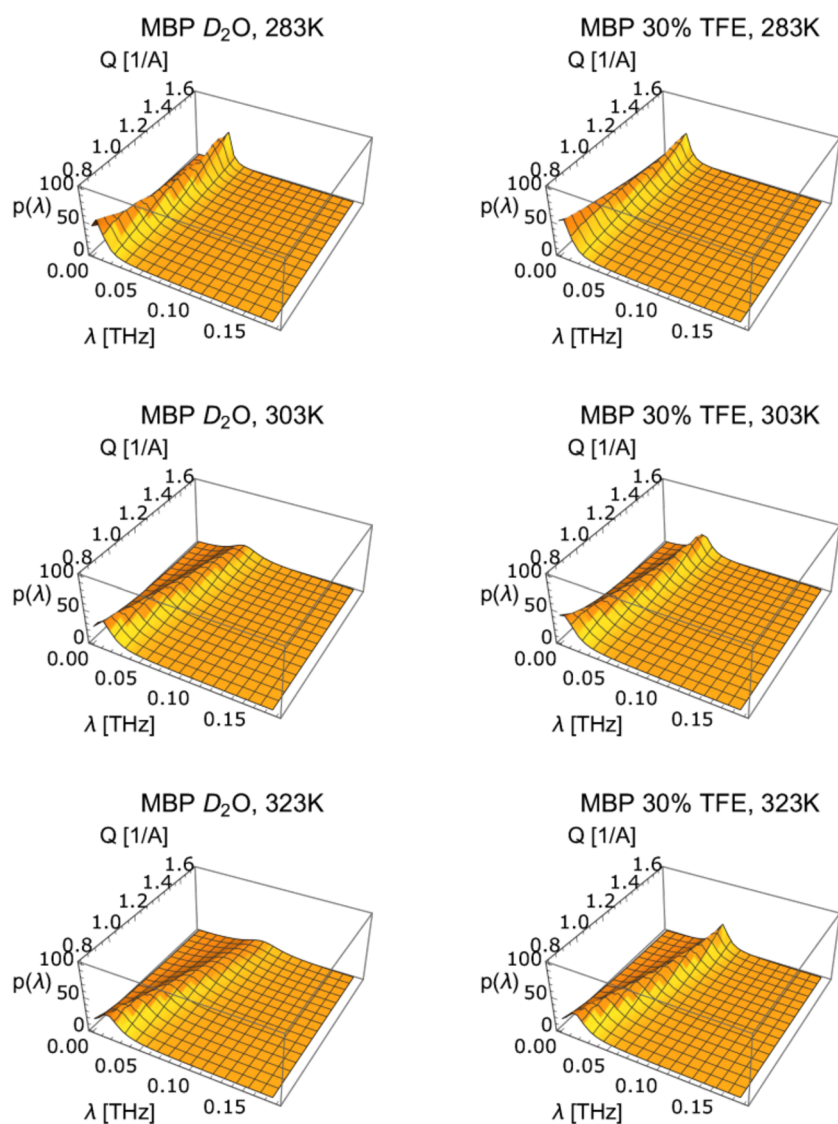 MBP D₂O, 283K
Q [1/A]
1.6
1.4
1.2
1.0
0.8
100
p(λ) 50
0
0.00
0.05
0.10
0.15
λ [THz]
MBP 30% TFE, 283K
Q [1/A]
1.6
1.4
1.2
1.0
0.8
100
p(λ) 50
0
0.00
0.05
0.10
0.15
λ [THz]
MBP D₂O, 303K
Q [1/A]
1.6
1.4
1.2
1.0
0.8
100
p(λ) 50
0
0.00
0.05
0.10
0.15
λ [THz]
MBP 30% TFE, 303K
Q [1/A]
1.6
1.4
1.2
1.0
0.8
100
p(λ) 50
0
0.00
0.05
0.10
0.15
λ [THz]
MBP D₂O, 323K
Q [1/A]
1.6
1.4
1.2
1.0
0.8
100
p(λ) 50
0
0.00
0.05
0.10
0.15
λ [THz]
MBP 30% TFE, 323K
Q [1/A]
1.6
1.4
1.2
1.0
0.8
100
p(λ) 50
0
0.00
0.05
0.10
0.15
λ [THz]